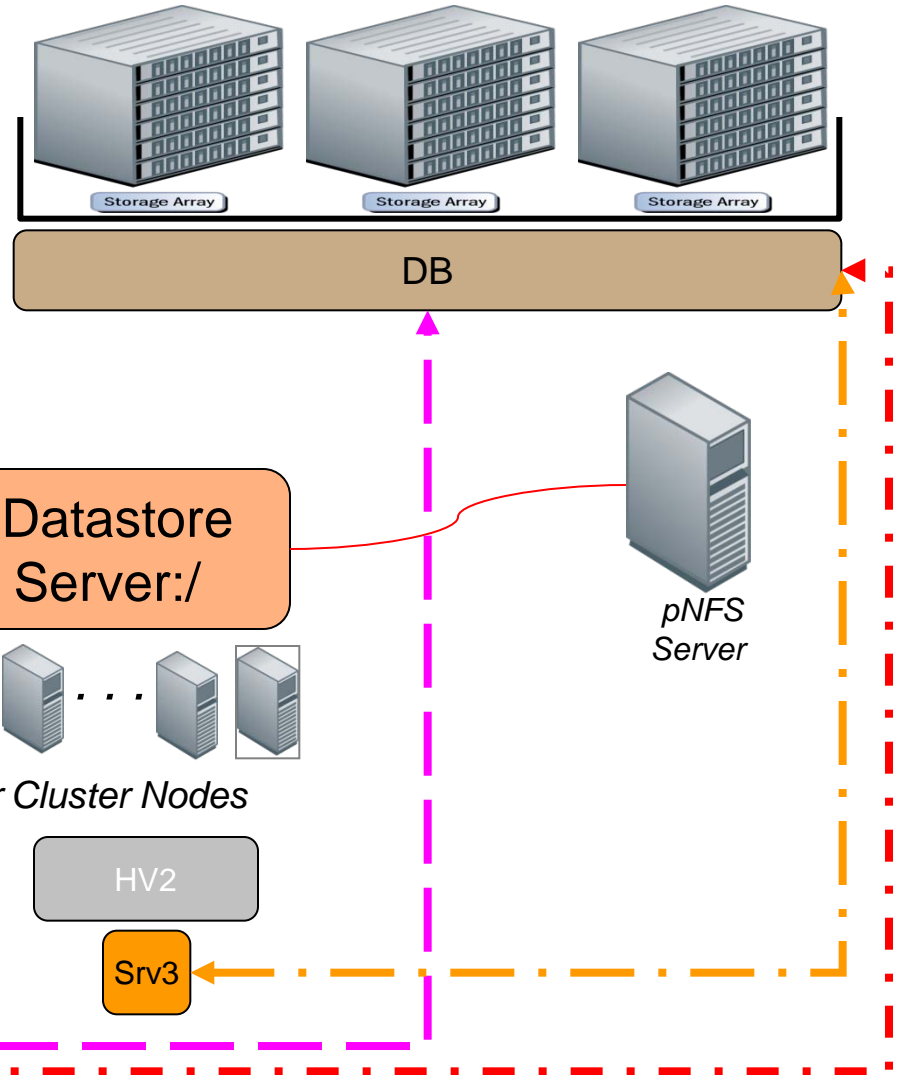 Storage Array
Storage Array
Storage Array
DB
Datastore
Server:/
pNFS
Server
. . .
r Cluster Nodes
HV2
Srv3